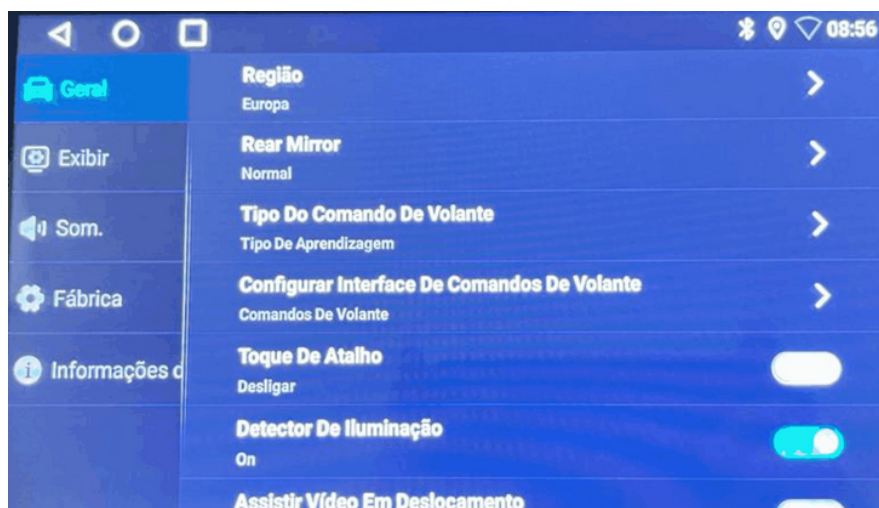 08:56
Geral
Exibir
Som.
Fábrica
Informações d
Região
Europa
Rear Mirror
Normal
Tipo Do Comando De Volante
Tipo De Aprendizagem
Configurar Interface De Comandos De Volante
Comandos De Volante
Toque De Atalho
Desligar
Detector De Iluminação
On
Assistir Vídeo Em Deslocamento